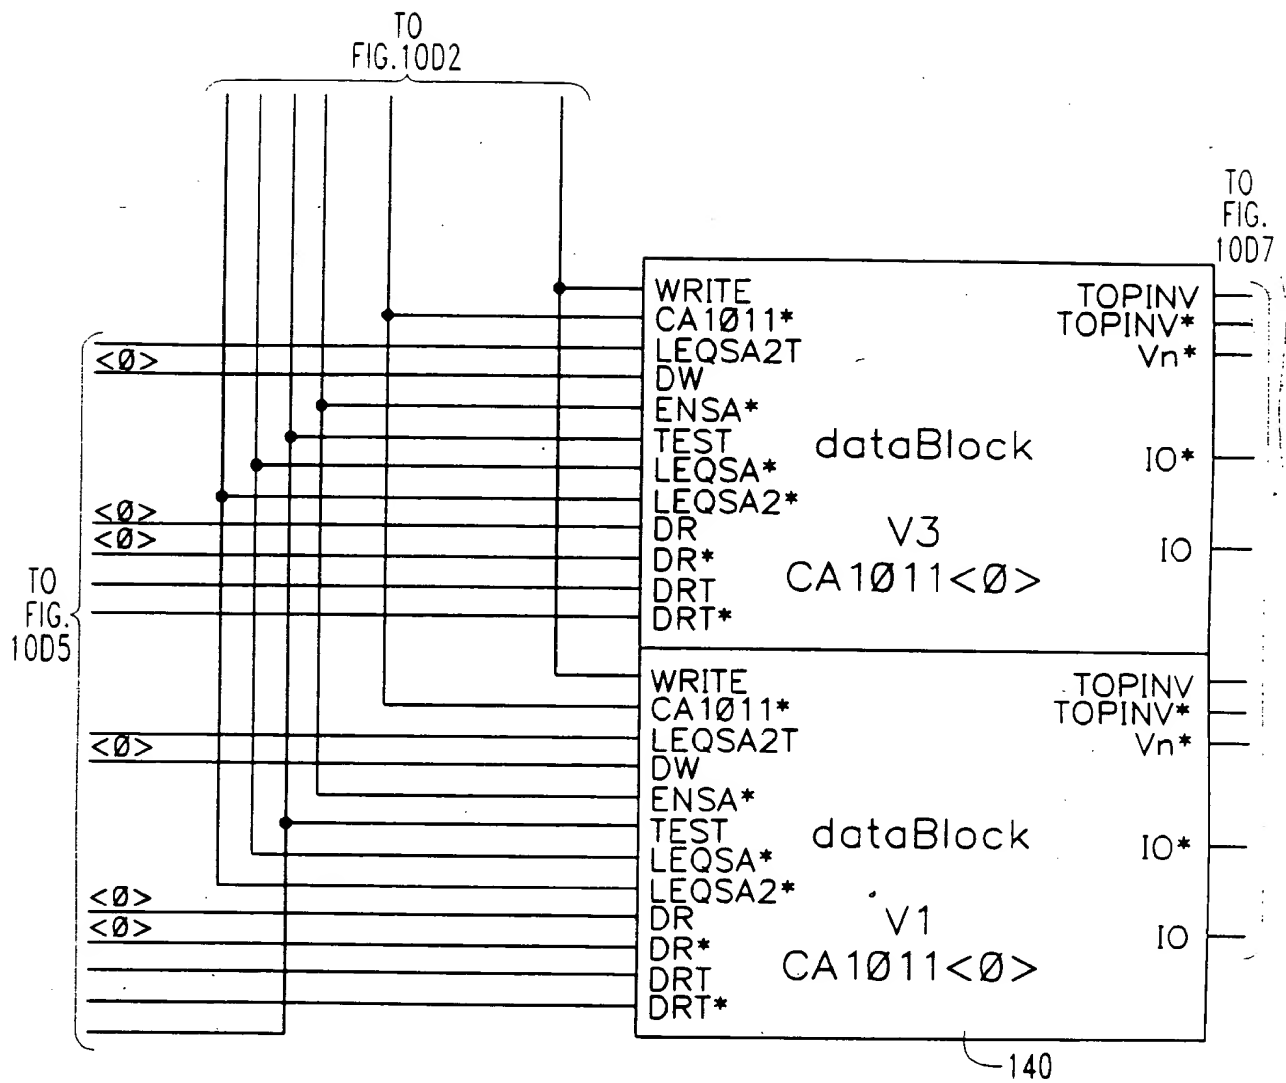 TO
FIG.10D2
TO
FIG.
10D7
WRITE
CA1Ø11*
LEQSA2T
DW
ENSA*
TEST
LEQSA*
LEQSA2*
DR
DR*
DRT
DRT*
dataBlock
V3
CA1Ø11<Ø>
TOPINV
TOPINV*
Vn*
IO*
IO
<Ø>
<Ø>
<Ø>
TO
FIG.
10D5
WRITE
CA1Ø11*
LEQSA2T
DW
ENSA*
TEST
LEQSA*
LEQSA2*
DR
DR*
DRT
DRT*
dataBlock
V1
CA1Ø11<Ø>
TOPINV
TOPINV*
Vn*
IO*
IO
<Ø>
<Ø>
<Ø>
140